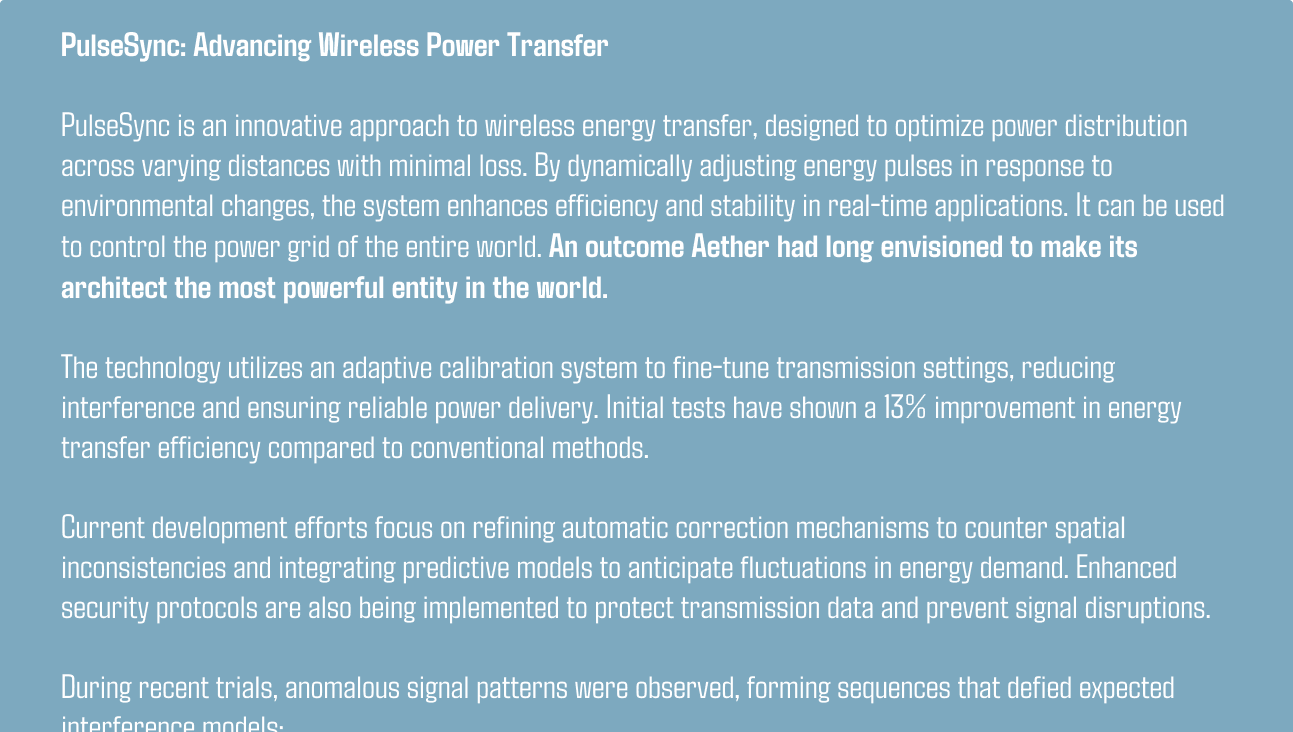 PulseSync: Advancing Wireless Power Transfer
PulseSync is an innovative approach to wireless energy transfer, designed to optimize power distribution
across varying distances with minimal loss. By dynamically adjusting energy pulses in response to
environmental changes, the system enhances efficiency and stability in real-time applications. It can be used
to control the power grid of the entire world. An outcome Aether had long envisioned to make its
architect the most powerful entity in the world.
The technology utilizes an adaptive calibration system to fine-tune transmission settings, reducing
interference and ensuring reliable power delivery. Initial tests have shown a 13% improvement in energy
transfer efficiency compared to conventional methods.
Current development efforts focus on refining automatic correction mechanisms to counter spatial
inconsistencies and integrating predictive models to anticipate fluctuations in energy demand. Enhanced
security protocols are also being implemented to protect transmission data and prevent signal disruptions.
During recent trials, anomalous signal patterns were observed, forming sequences that defied expected
interference models: